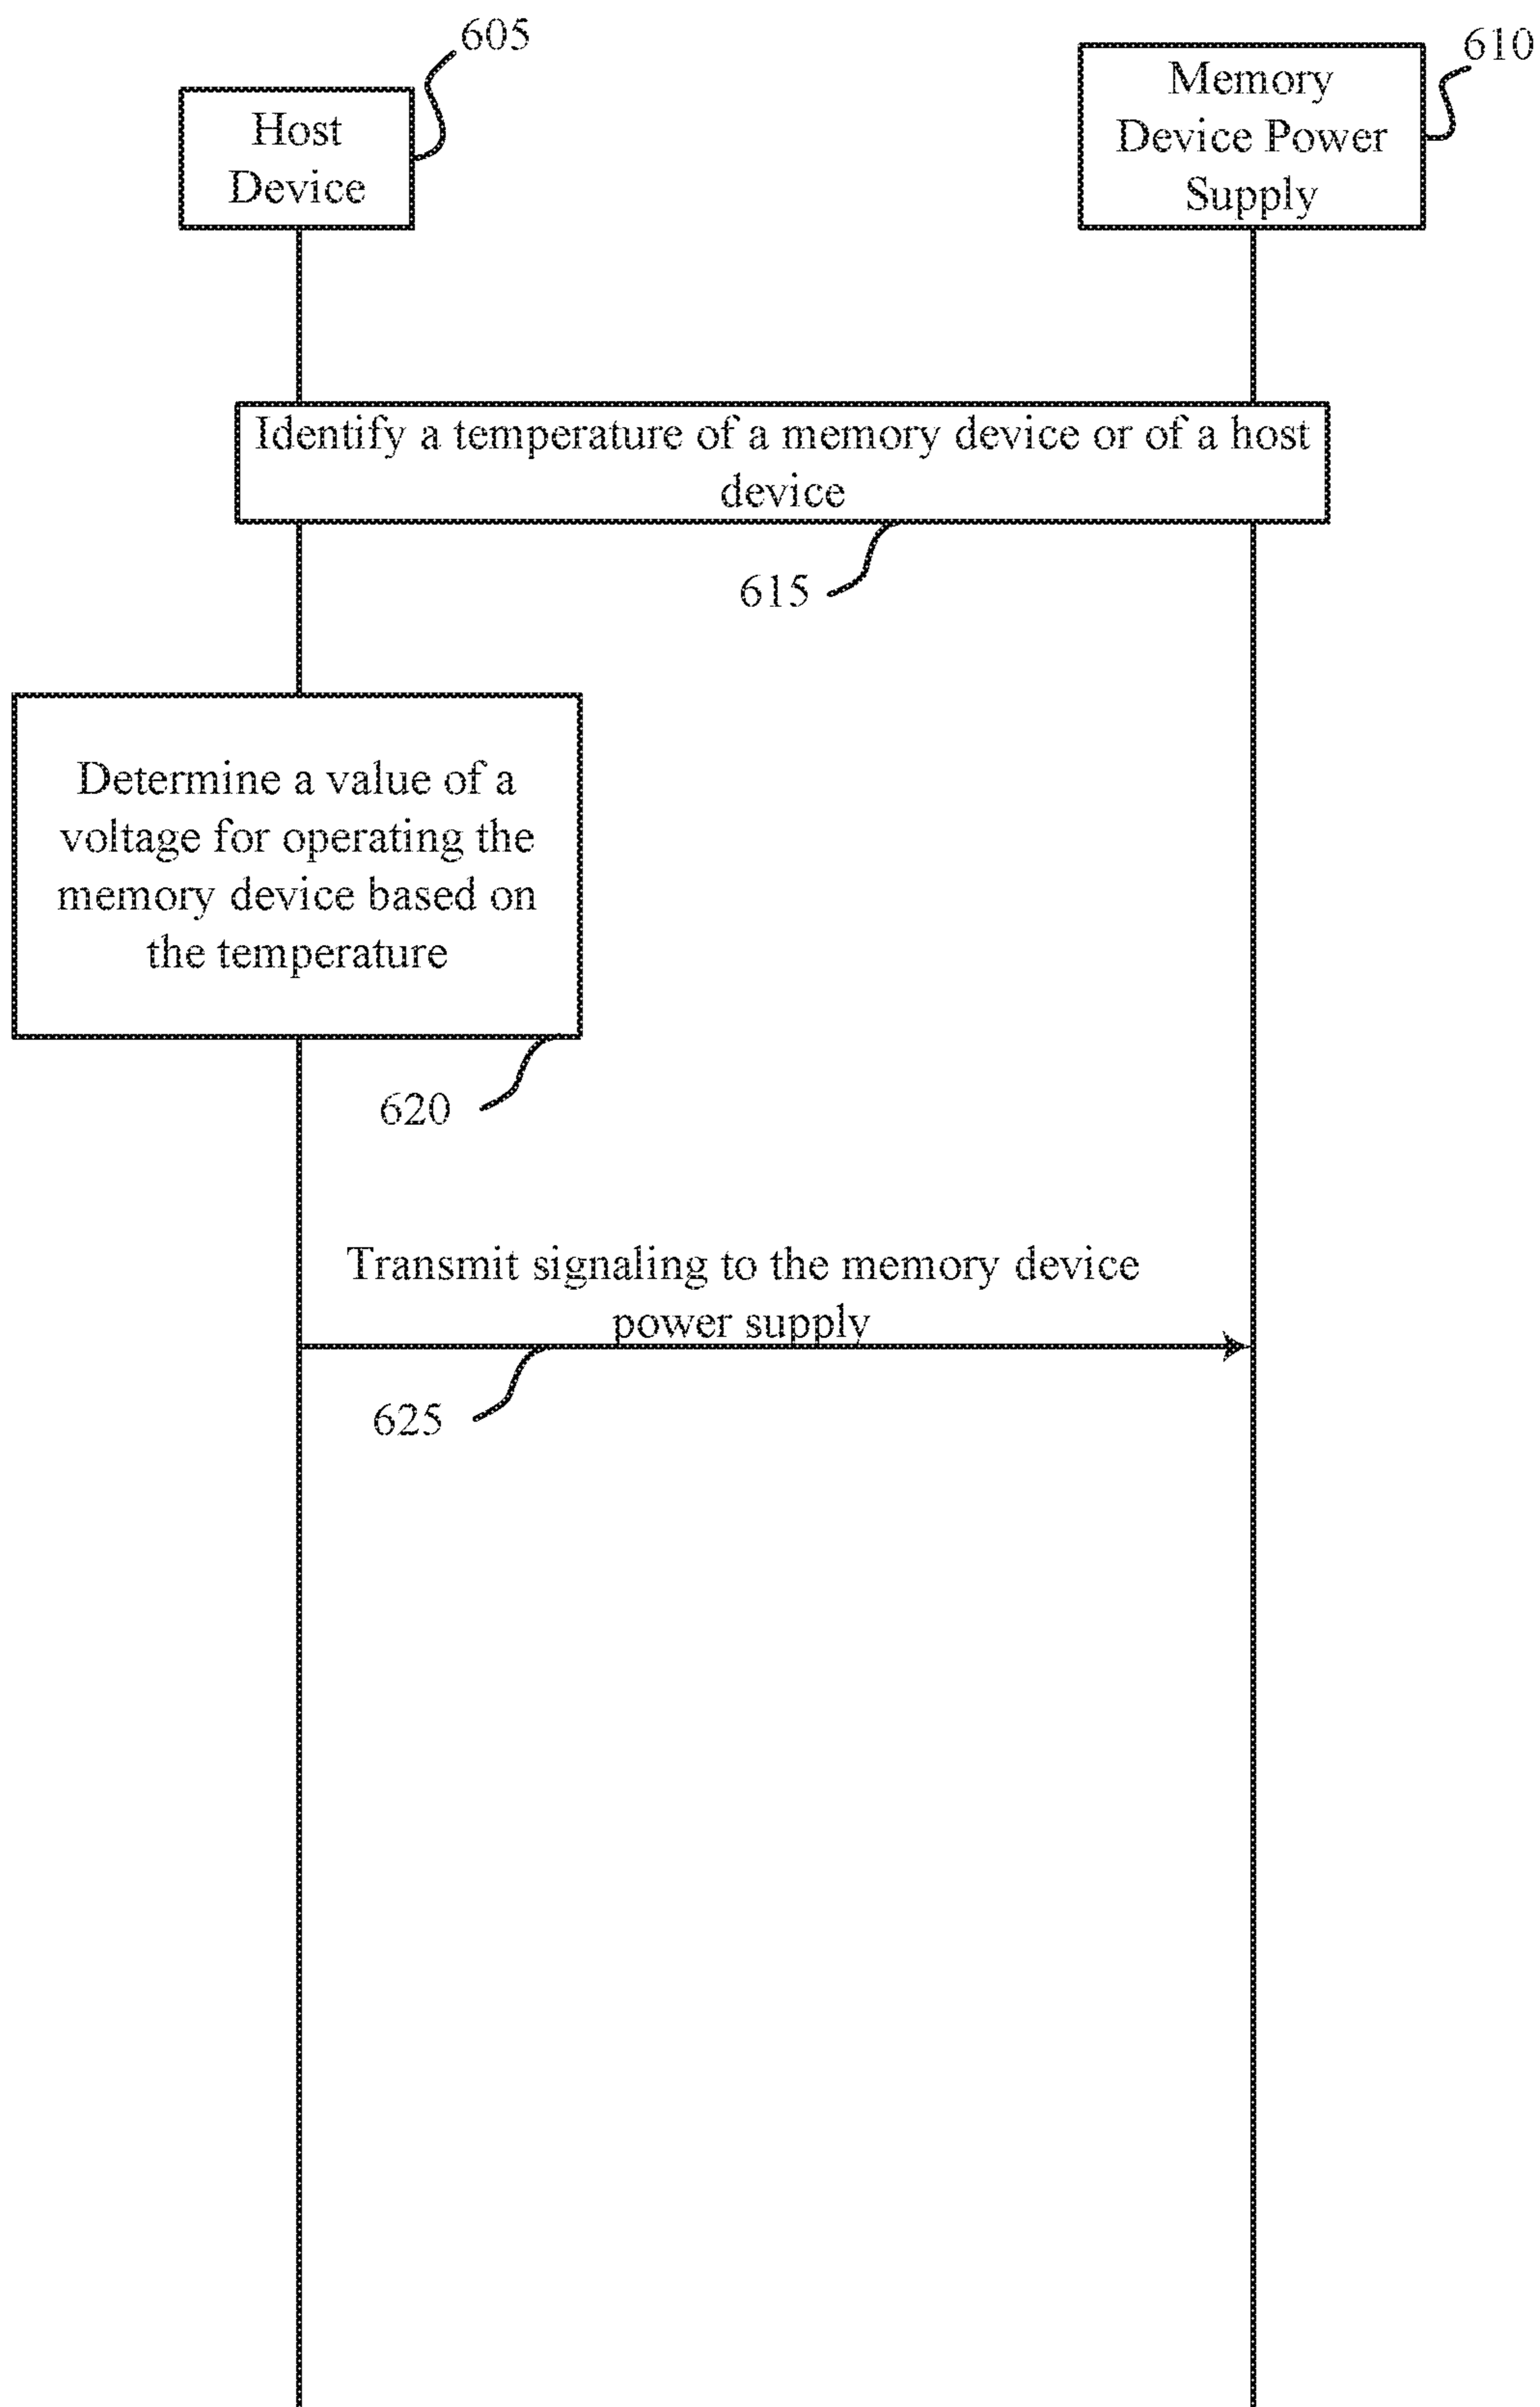 605
Host
Device
610
Memory
Device Power
Supply
Identify a temperature of a memory device or of a host
device
615
Determine a value of a
voltage for operating the
memory device based on
the temperature
620
Transmit signaling to the memory device
power supply
625